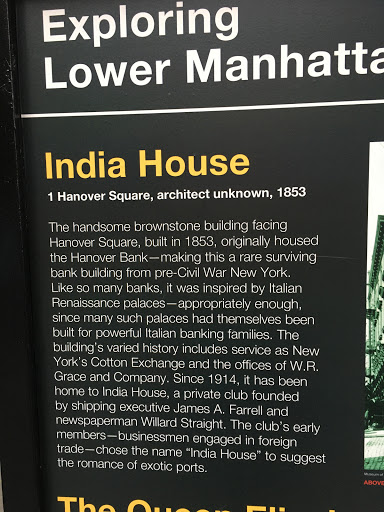 Exploring
Lower Manhatta
India House
1 Hanover Square, architect unknown, 1853
The handsome brownstone building facing
Hanover Square, built in 1853, originally housed
the Hanover Bank—making this a rare surviving
bank building from pre-Civil War New York.
Like so many banks, it was inspired by Italian
Renaissance palaces—appropriately enough,
since many such palaces had themselves been
built for powerful Italian banking families. The
building's varied history includes service as New
York's Cotton Exchange and the offices of W.R.
Grace and Company. Since 1914, it has been
home to India House, a private club founded
by shipping executive James A. Farrell and
newspaperman Willard Straight. The club's early
members—businessmen engaged in foreign
trade—chose the name "India House" to suggest
the romance of exotic ports.
Museum of
ABOVE
The Queen Eli